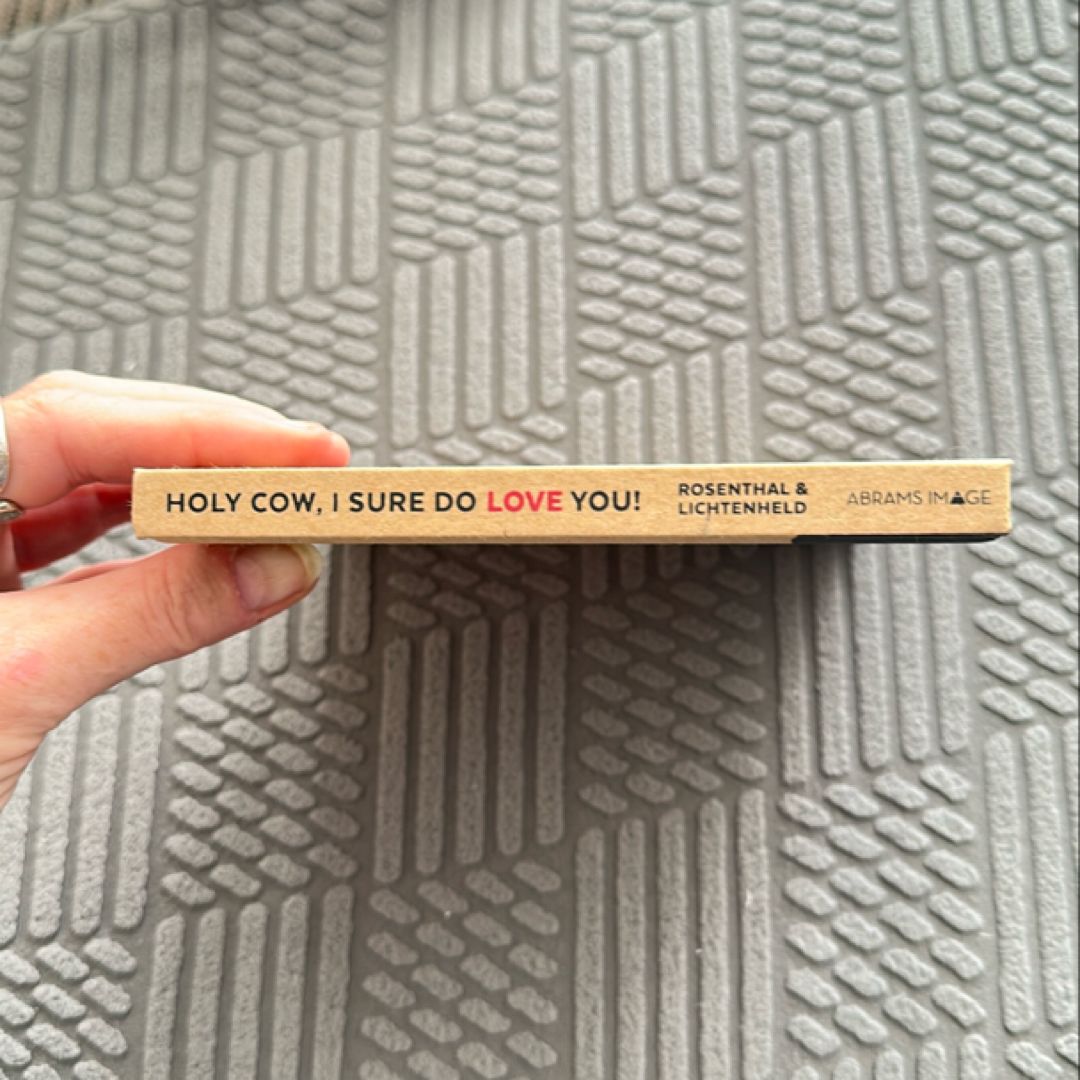 HOLY COW, I SURE DO LOVE YOU!
ROSENTHAL &
LICHTENHELD
ABRAMS IMAGE